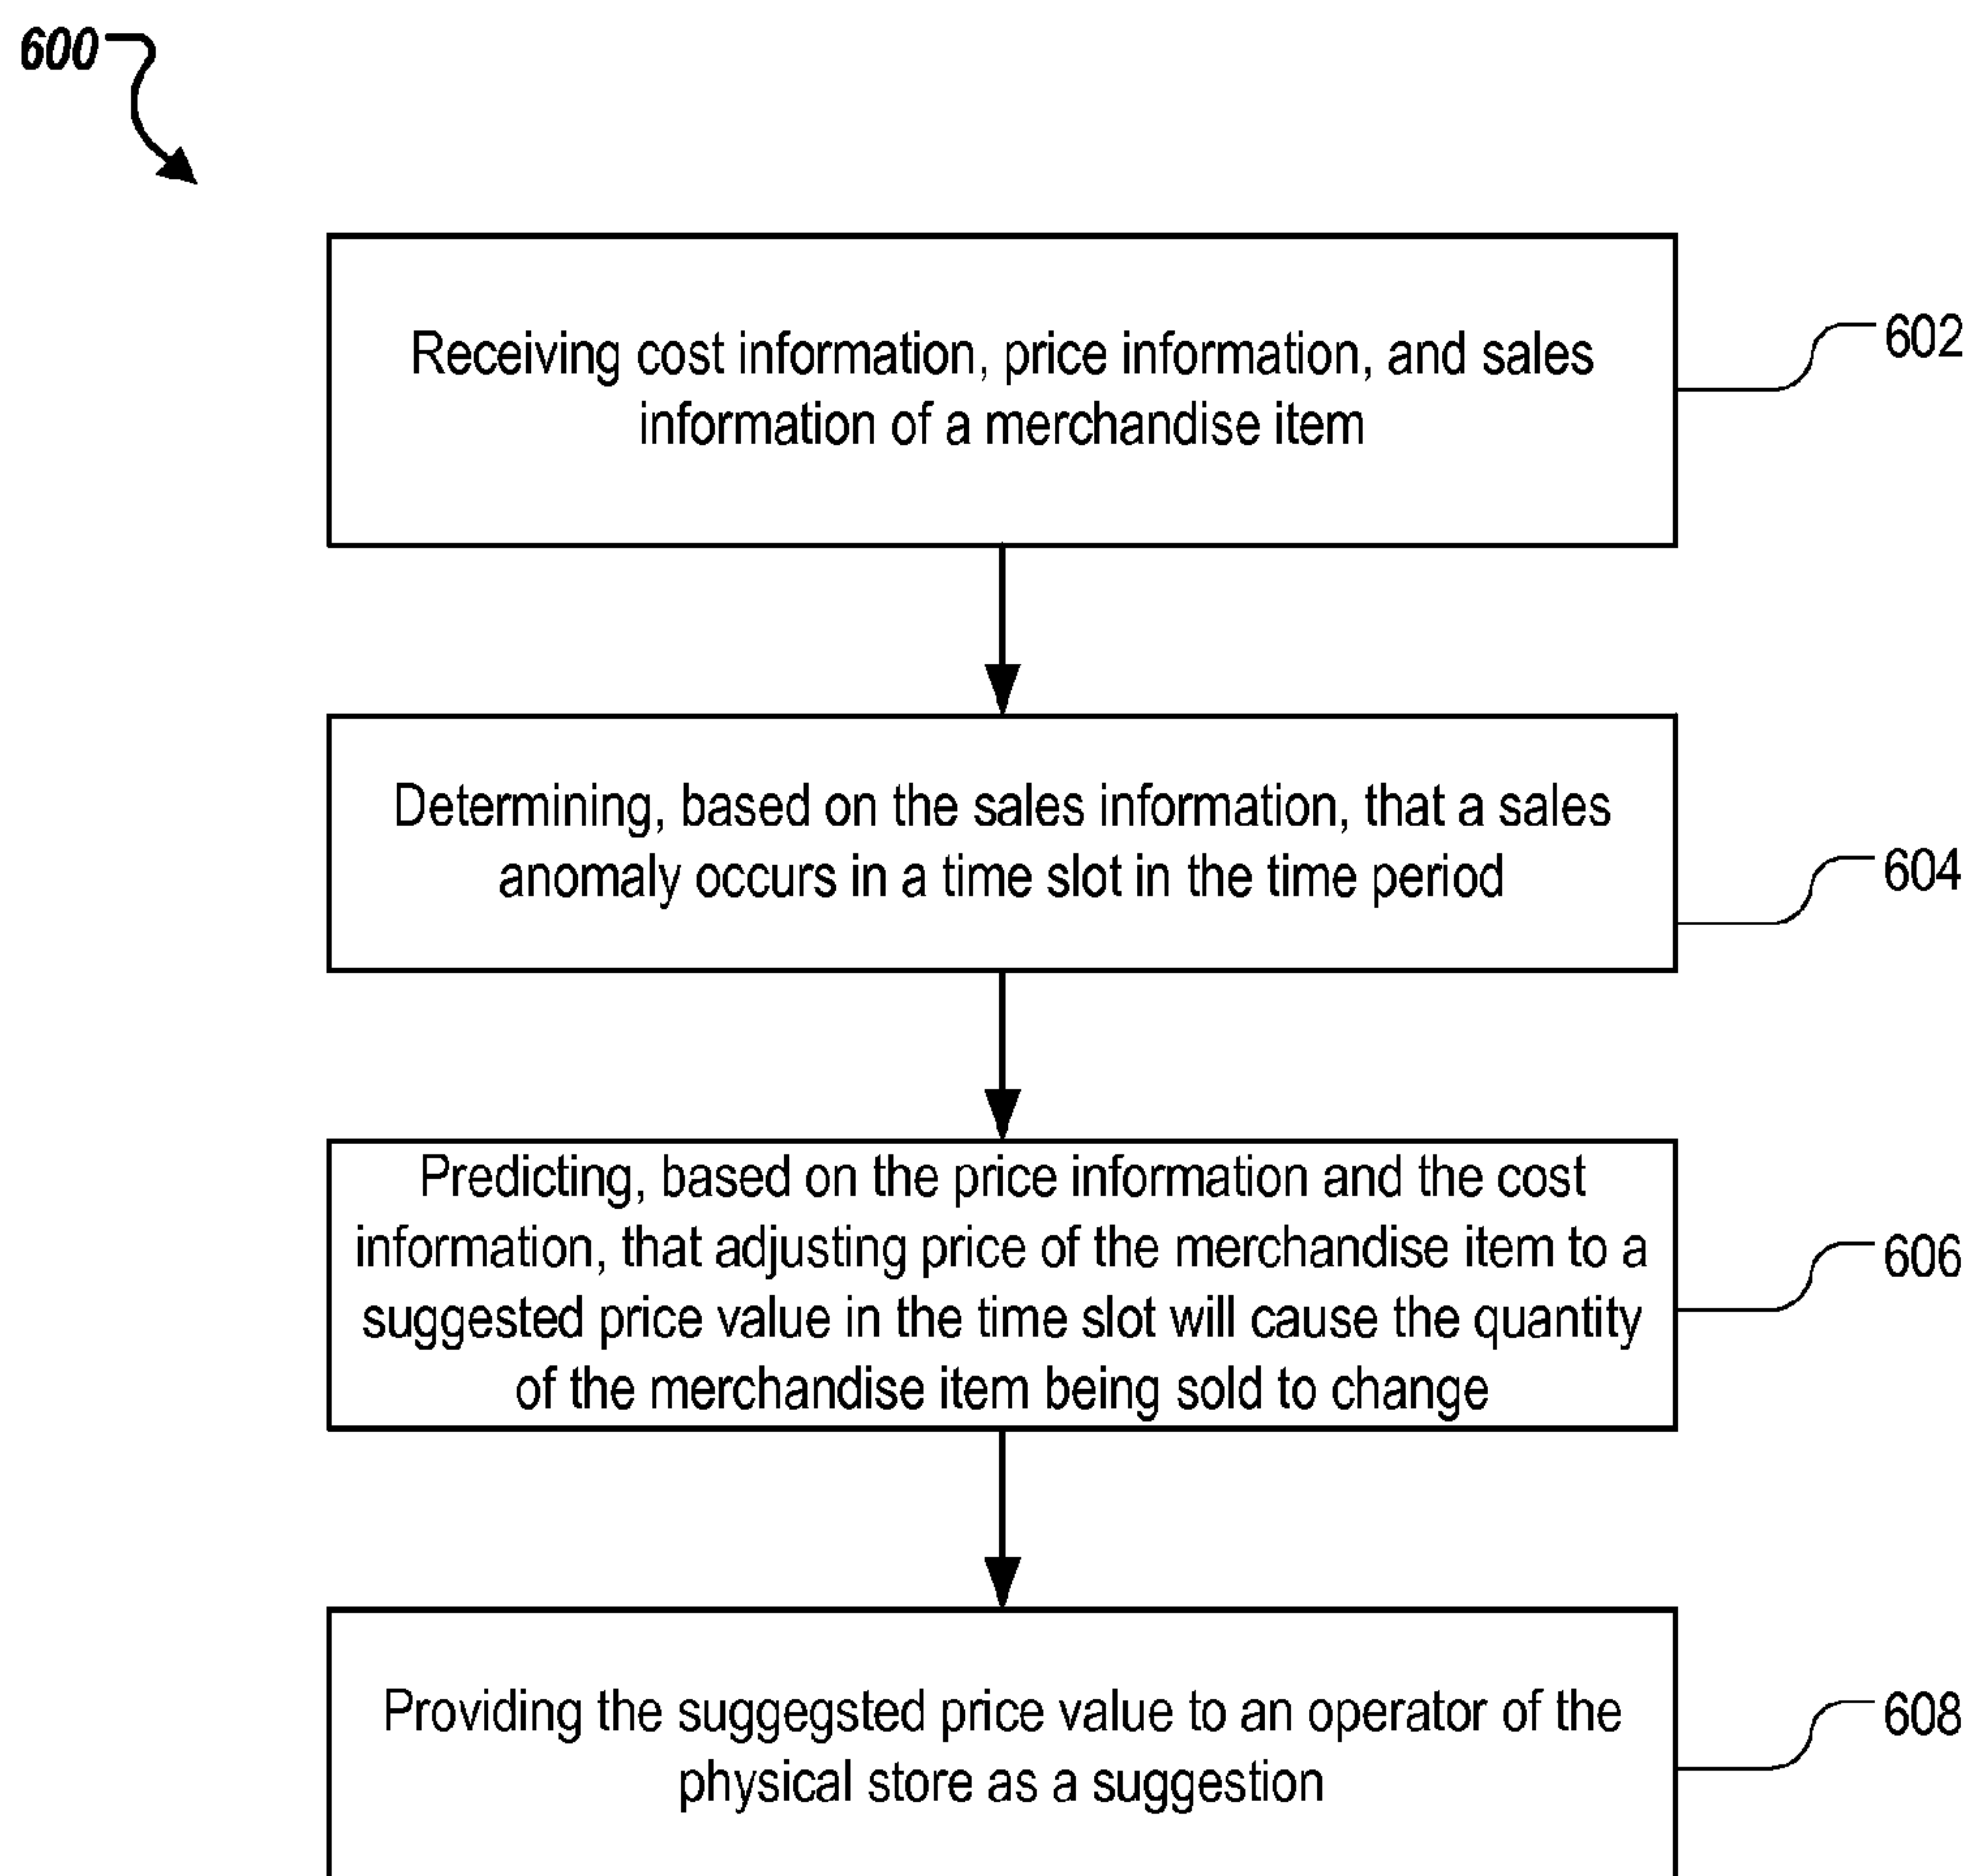 600
Receiving cost information, price information, and sales
information of a merchandise item
602
Determining, based on the sales information, that a sales
anomaly occurs in a time slot in the time period
604
Predicting, based on the price information and the cost
information, that adjusting price of the merchandise item to a
suggested price value in the time slot will cause the quantity
of the merchandise item being sold to change
606
Providing the suggegsted price value to an operator of the
physical store as a suggestion
608